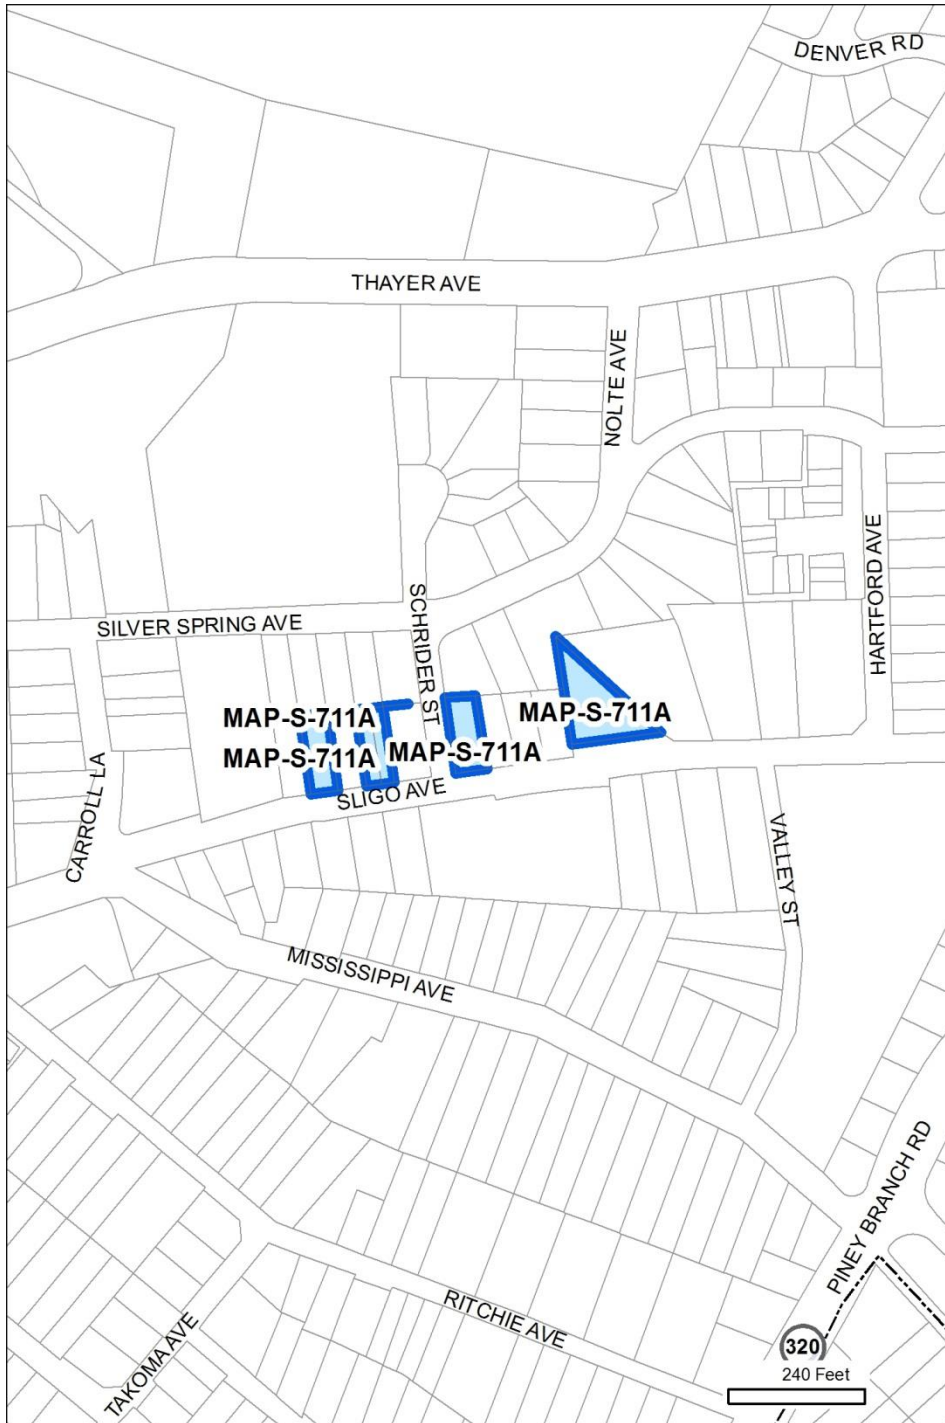 DENVER RD
THAYER AVE
NOLTE AVE
HARTFORD AVE
SCHRIDER ST
SILVER SPRING AVE
MAP-S-711A
MAP-S-711A
MAP-S-711A
MAP-S-711A
SLIGO AVE
CARROLL LA
VALLEY ST
MISSISSIPPI AVE
PINEY BRANCH RD
RITCHIE AVE
TAKOMA AVE
320
240 Feet